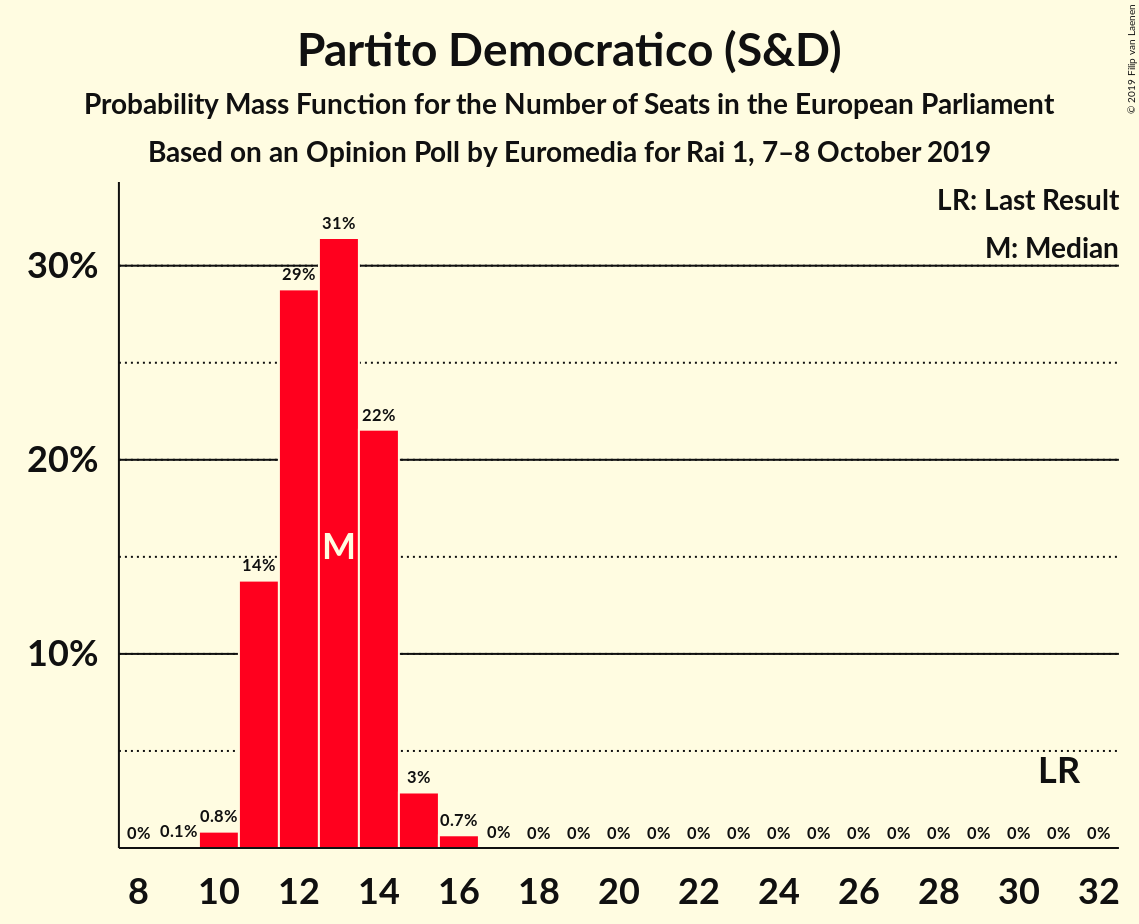 Partito Democratico (S&D)
Probability Mass Function for the Number of Seats in the European Parliament
Based on an Opinion Poll by Euromedia for Rai 1, 7–8 October 2019
© 2019 Filip van Laenen
LR: Last Result
M: Median
30%
20%
10%
0% 0.1% 0.8% 14% 29% 31% 22% 3% 0.7% 0% 0% 0% 0% 0% 0% 0% 0% 0% 0% 0% 0% 0% 0% 0% 0%
M
LR
8 10 12 14 16 18 20 22 24 26 28 30 32